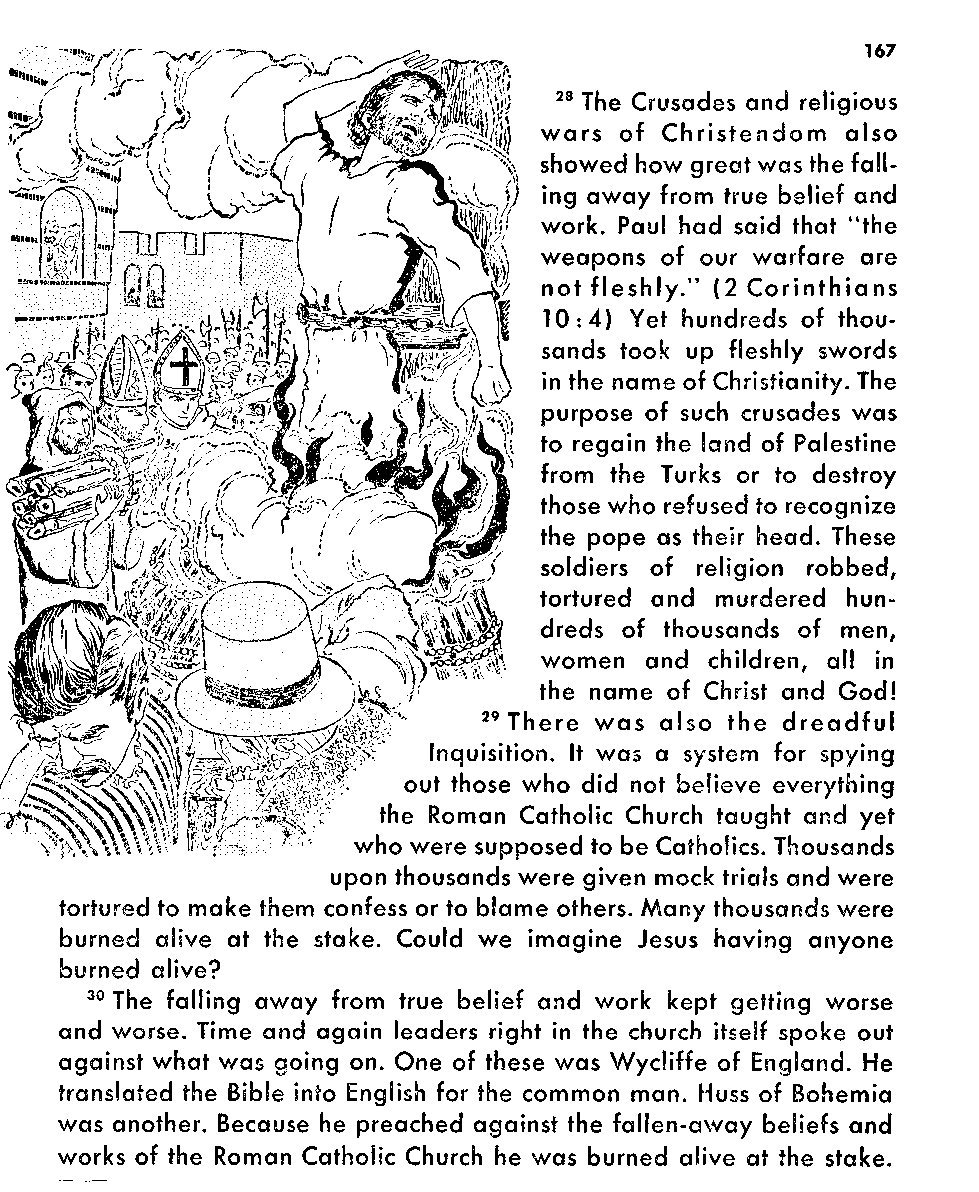 167
²⁸ The Crusades and religious
wars of Christendom also
showed how great was the fall-
ing away from true belief and
work. Paul had said that "the
weapons of our warfare are
not fleshly." (2 Corinthians
10:4) Yet hundreds of thou-
sands took up fleshly swords
in the name of Christianity. The
purpose of such crusades was
to regain the land of Palestine
from the Turks or to destroy
those who refused to recognize
the pope as their head. These
soldiers of religion robbed,
tortured and murdered hun-
dreds of thousands of men,
women and children, all in
the name of Christ and God!
²⁹ There was also the dreadful
Inquisition. It was a system for spying
out those who did not believe everything
the Roman Catholic Church taught and yet
who were supposed to be Catholics. Thousands
upon thousands were given mock trials and were
tortured to make them confess or to blame others. Many thousands were
burned alive at the stake. Could we imagine Jesus having anyone
burned alive?
³⁰ The falling away from true belief and work kept getting worse
and worse. Time and again leaders right in the church itself spoke out
against what was going on. One of these was Wycliffe of England. He
translated the Bible into English for the common man. Huss of Bohemia
was another. Because he preached against the fallen-away beliefs and
works of the Roman Catholic Church he was burned alive at the stake.